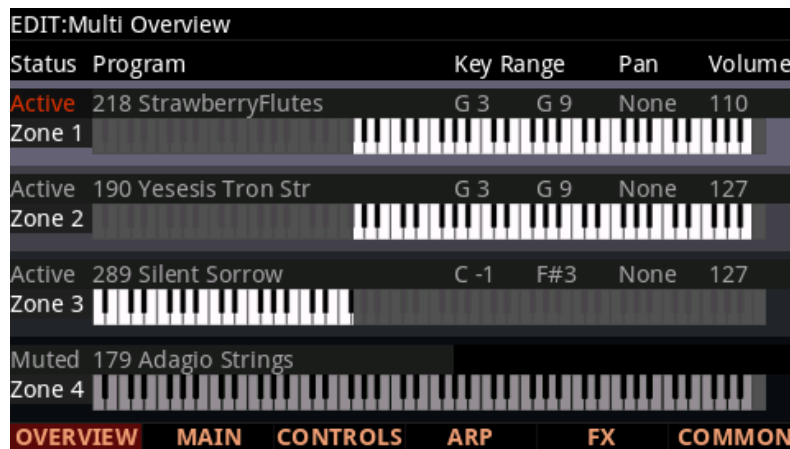 EDIT:Multi Overview
Status Program Key Range Pan Volume
Active 218 StrawberryFlutes G 3 G 9 None 110
Zone 1
Active 190 Yesesis Tron Str G 3 G 9 None 127
Zone 2
Active 289 Silent Sorrow C -1 F#3 None 127
Zone 3
Muted 179 Adagio Strings
Zone 4
OVERVIEW MAIN CONTROLS ARP FX COMMON